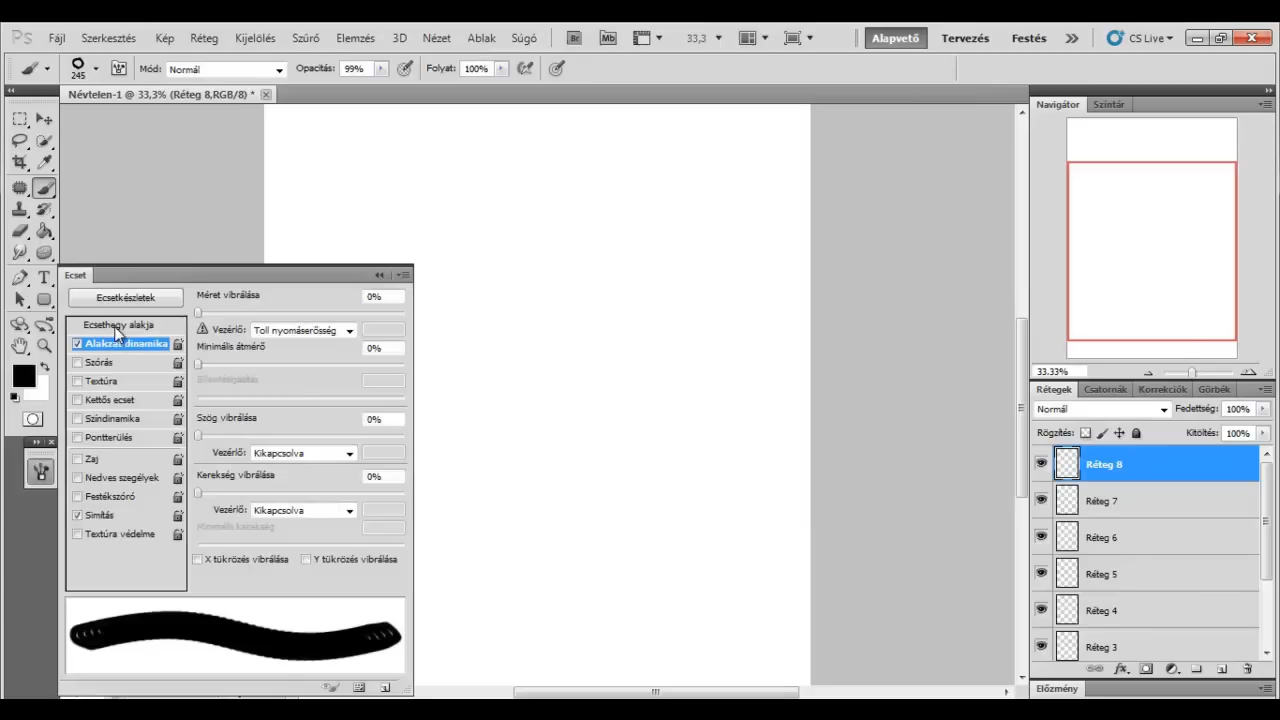 Ps Fájl Szerkesztés Kép Réteg Kijelölés Szűrő Elemzés 3D Nézet Ablak Súgó Br Mb 33,3 Alapvető Tervezés Festés CS Live
245 Mód: Normál Opacitás: 99% Folyat: 100%
Névtelen-1 @ 33,3% (Réteg 8,RGB/8) *
Navigátor Színtár
33.33%
Rétegek Csatornák Korrekciók Görbék
Normál Fedettség: 100%
Rögzítés: Kitöltés: 100%
Réteg 8
Réteg 7
Réteg 6
Réteg 5
Réteg 4
Réteg 3
Előzmény
Ecset
Ecsetkészletek
Ecsethegy alakja
Alakzat dinamika
Szórás
Textúra
Kettős ecset
Színdinamika
Pontterülés
Zaj
Nedves szegélyek
Festékszóró
Simítás
Textúra védelme
Méret vibrálása 0%
Vezérlő: Toll nyomáserősség
Minimális átmérő 0%
Szög vibrálása 0%
Vezérlő: Kikapcsolva
Kerekség vibrálása 0%
Vezérlő: Kikapcsolva
Minimális kerekség
X tükrözés vibrálása Y tükrözés vibrálása